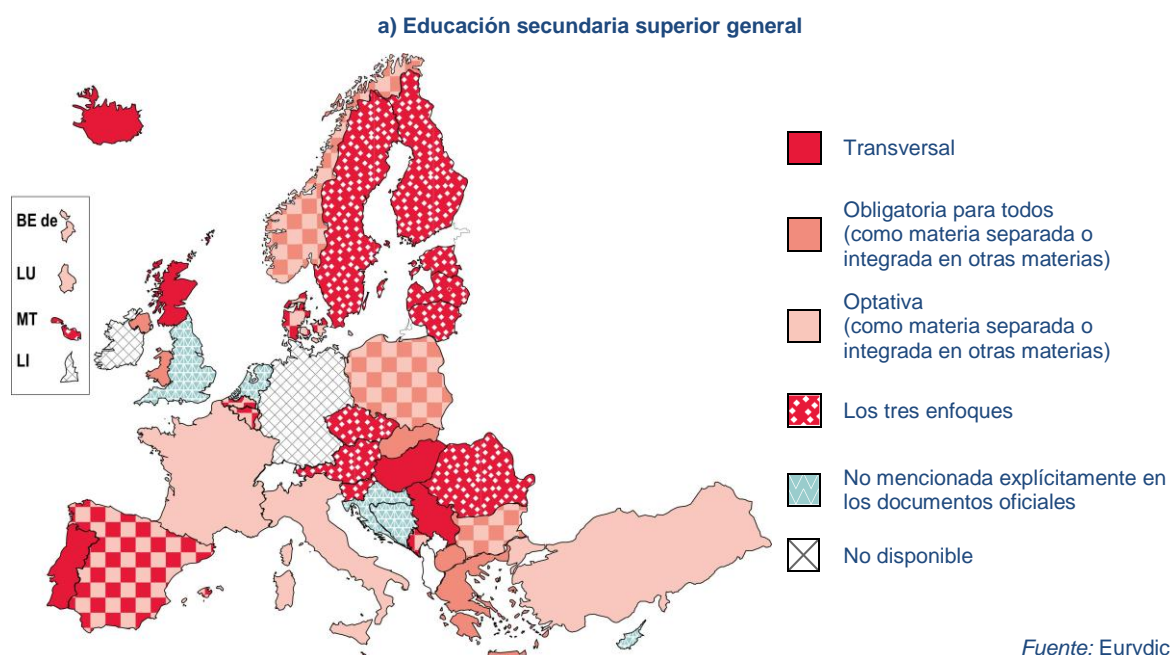 a) Educación secundaria superior general
BE de
LU
MT
LI
Transversal
Obligatoria para todos
(como materia separada o
integrada en otras materias)
Optativa
(como materia separada o
integrada en otras materias)
Los tres enfoques
No mencionada explícitamente en
los documentos oficiales
No disponible
Fuente: Eurydic